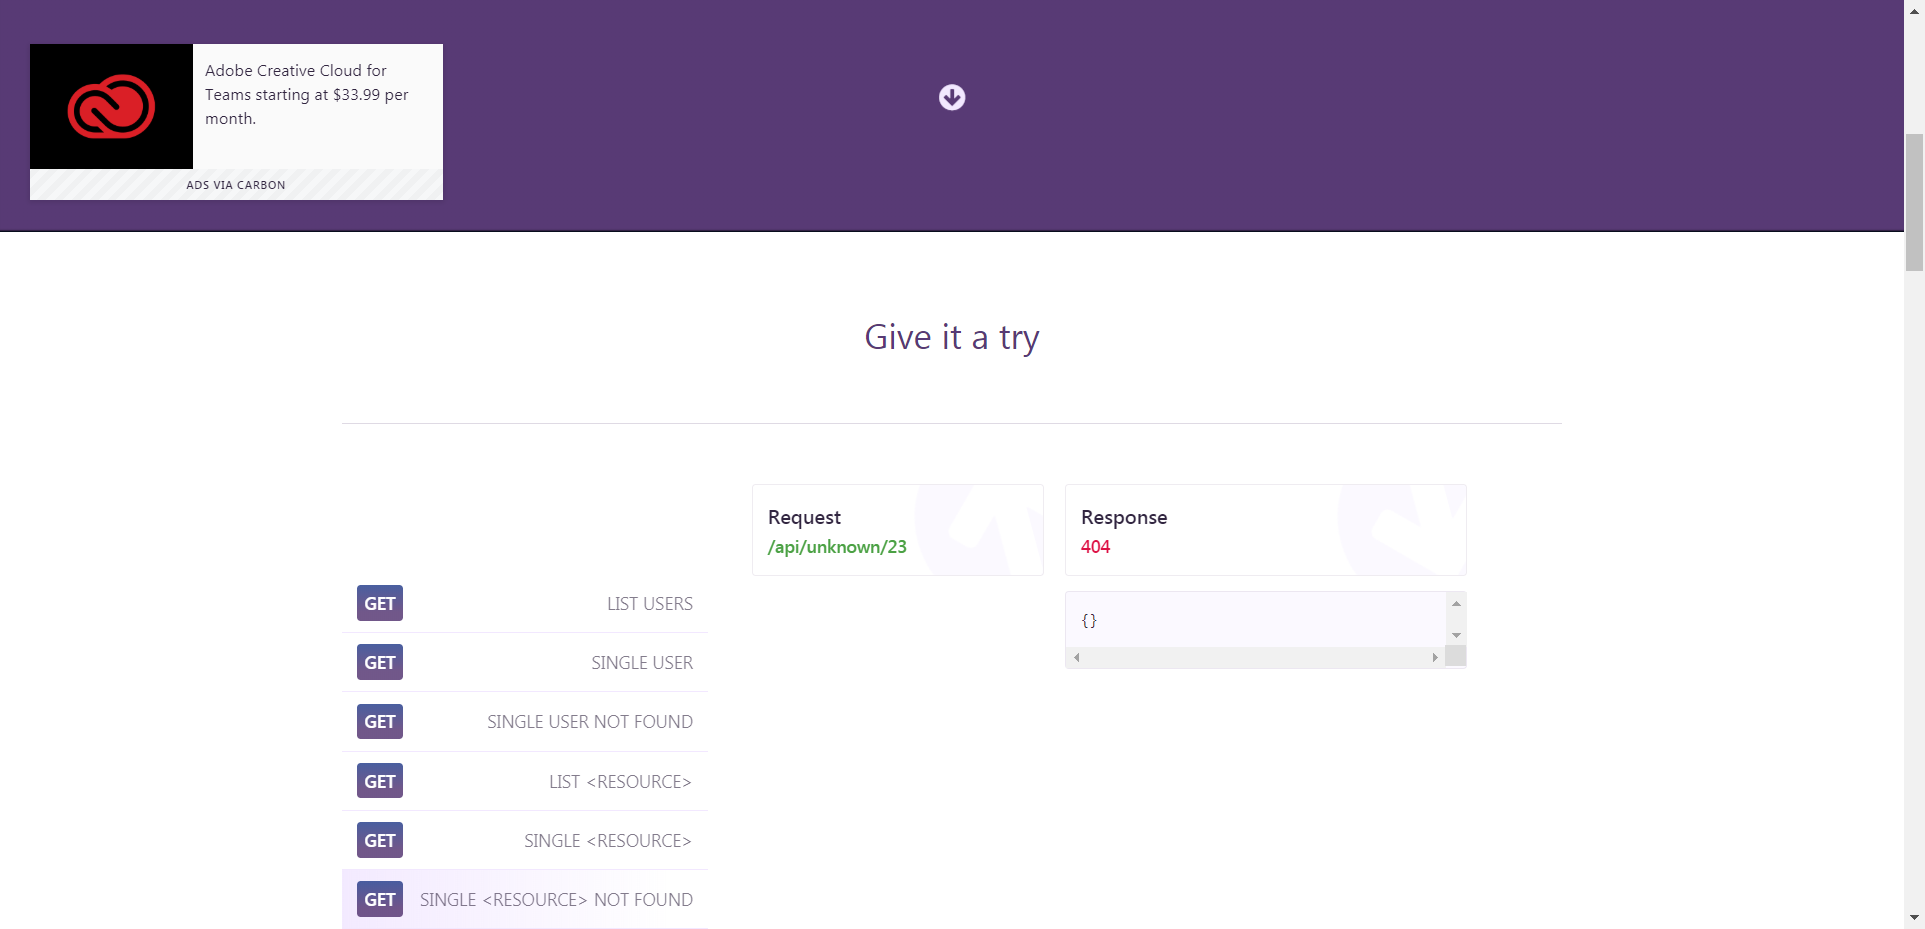 Adobe Creative Cloud for
Teams starting at $33.99 per
month.
ADS VIA CARBON
Give it a try
Request
/api/unknown/23
Response
404
{}
GET LIST USERS
GET SINGLE USER
GET SINGLE USER NOT FOUND
GET LIST <RESOURCE>
GET SINGLE <RESOURCE>
GET SINGLE <RESOURCE> NOT FOUND